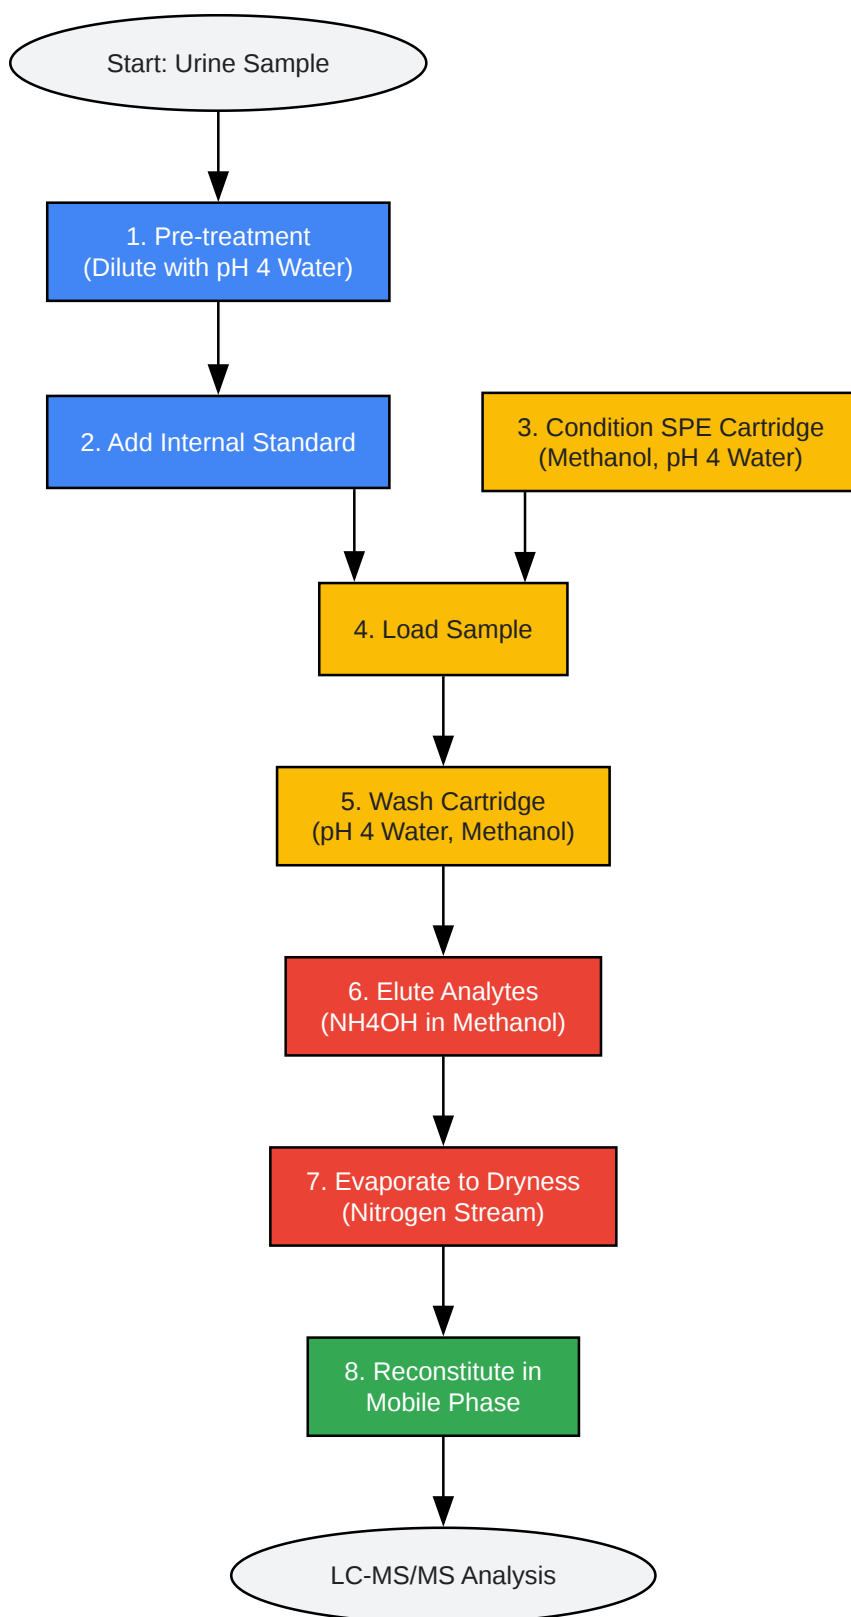 Start: Urine Sample
1. Pre-treatment
(Dilute with pH 4 Water)
2. Add Internal Standard
3. Condition SPE Cartridge
(Methanol, pH 4 Water)
4. Load Sample
5. Wash Cartridge
(pH 4 Water, Methanol)
6. Elute Analytes
(NH4OH in Methanol)
7. Evaporate to Dryness
(Nitrogen Stream)
8. Reconstitute in
Mobile Phase
LC-MS/MS Analysis